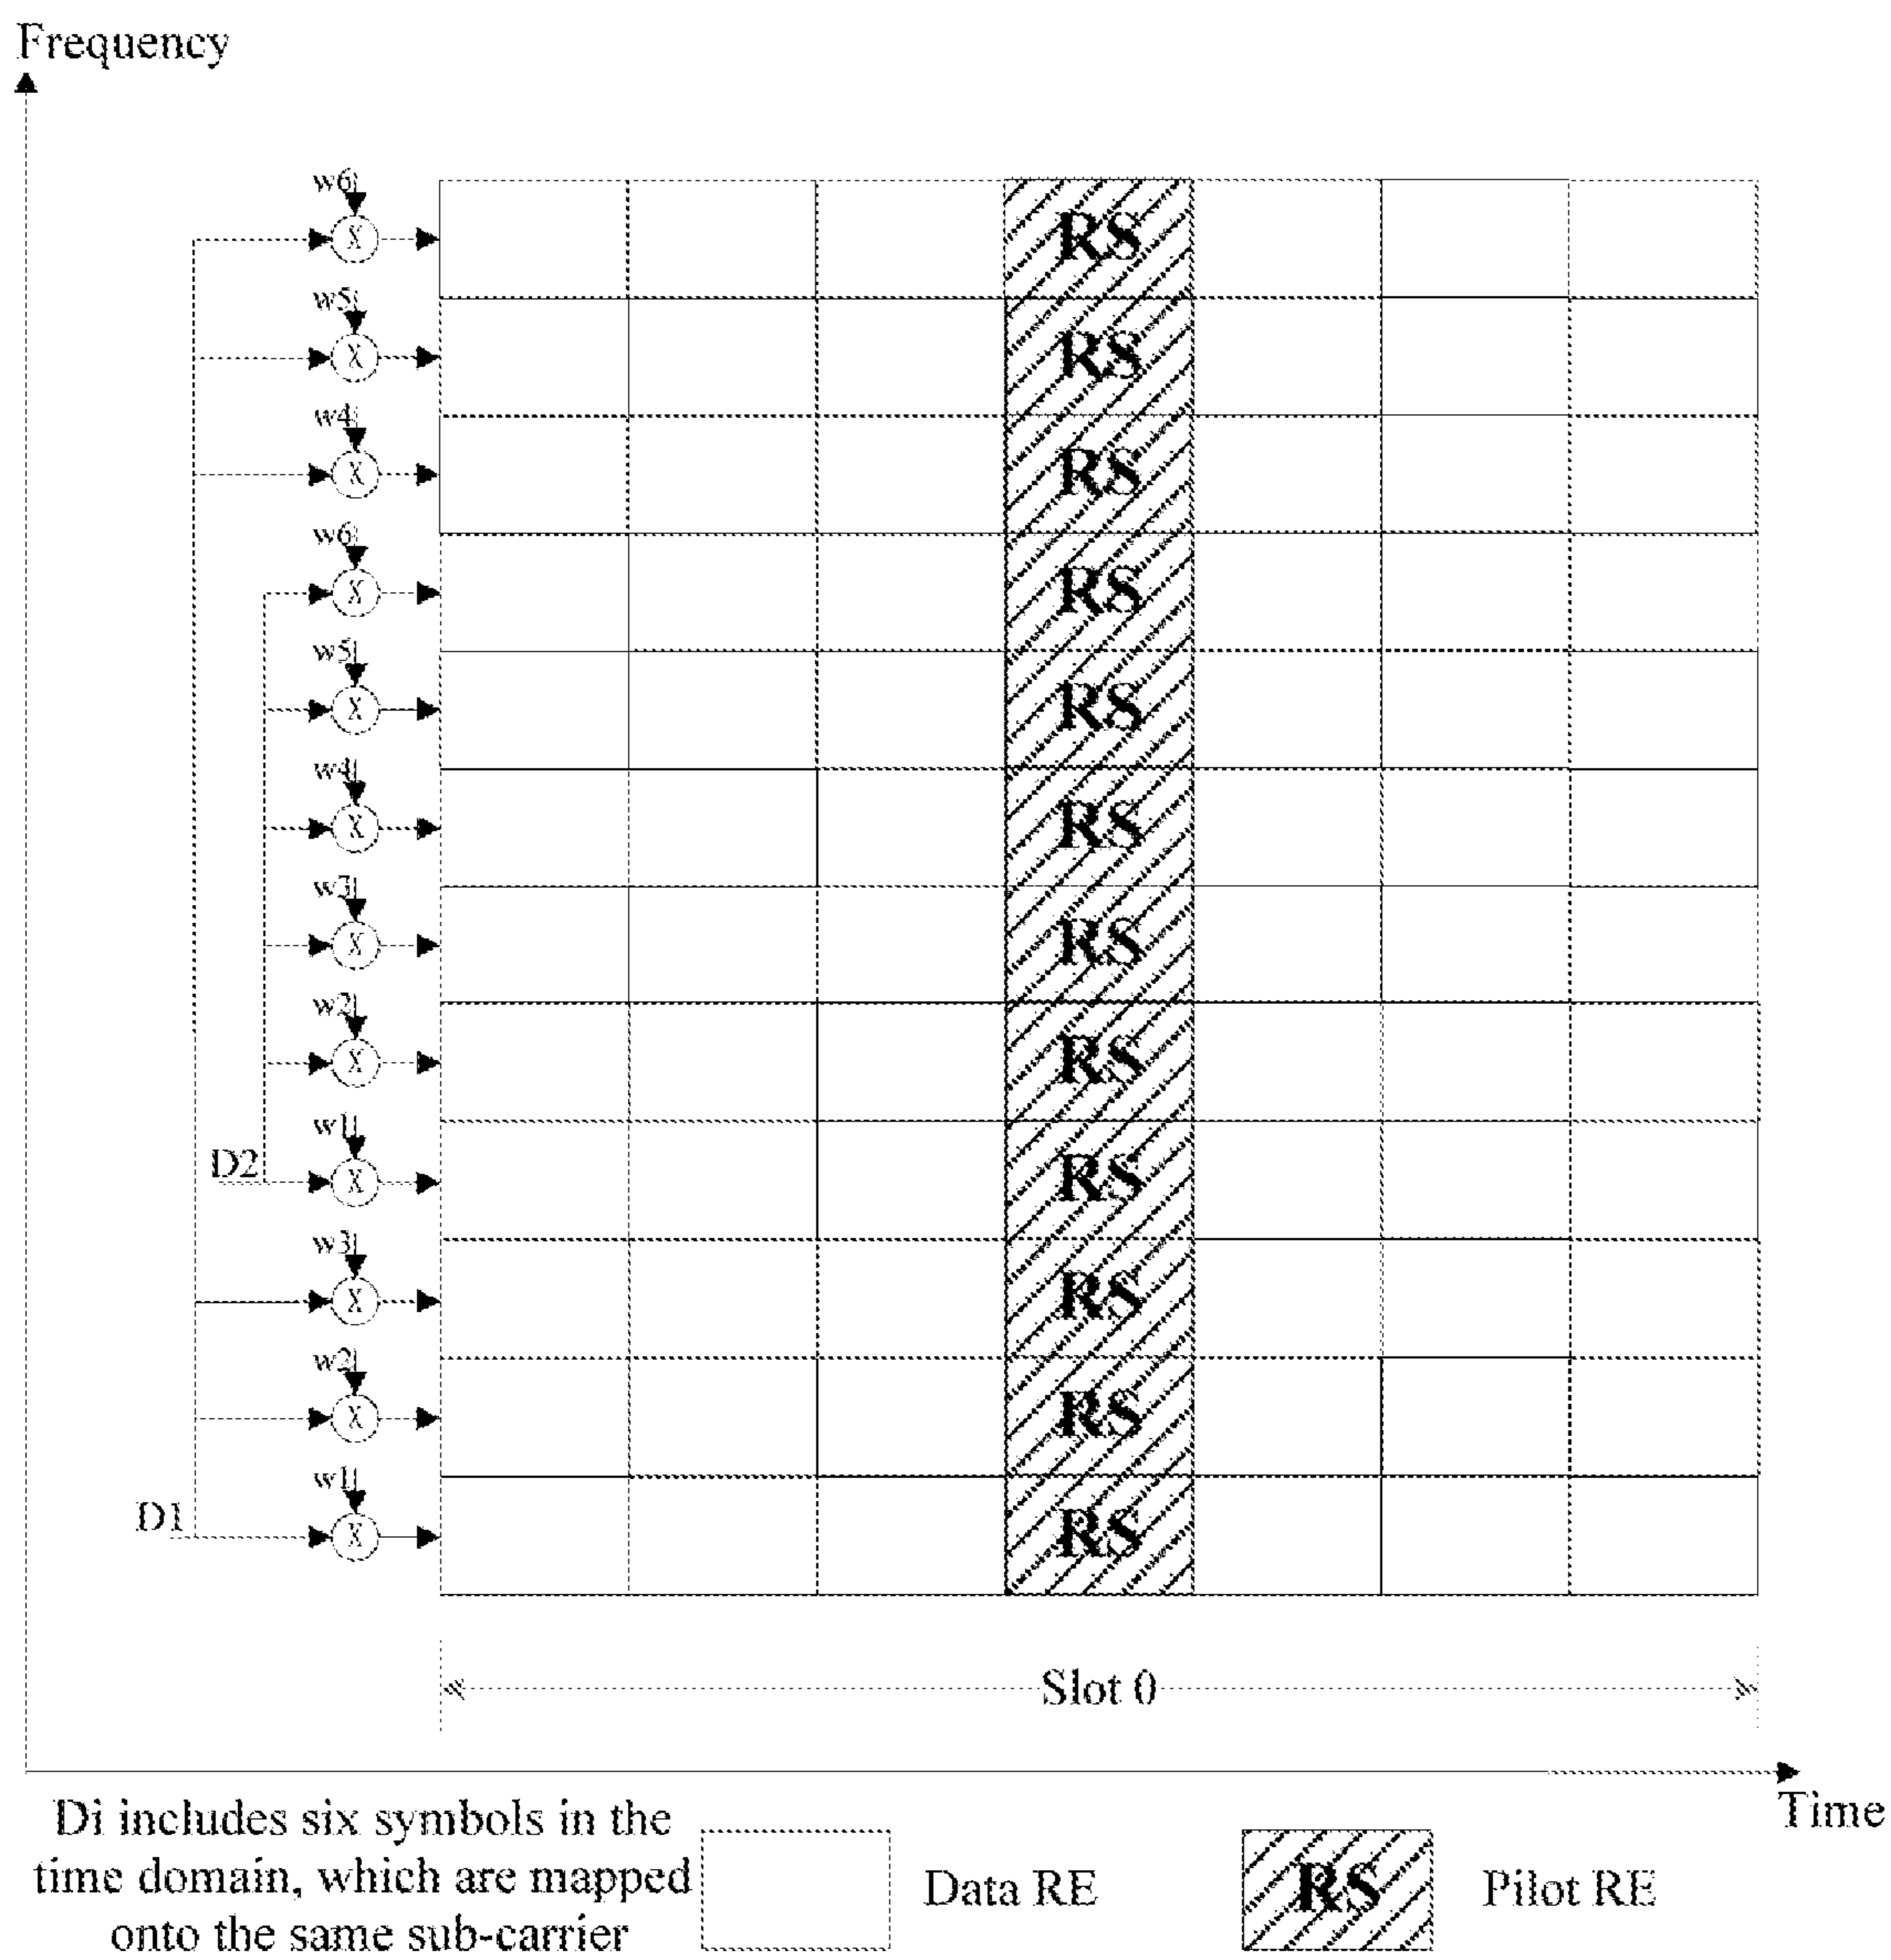 Frequency
w6
X
RS
w5
X
RS
w4
X
RS
w6
X
RS
w5
X
RS
w4
X
RS
w3
X
RS
w2
X
RS
w1
D2
X
RS
w3
X
RS
w2
X
RS
w1
D1
X
RS
Slot 0
Time
Di includes six symbols in the
time domain, which are mapped
onto the same sub-carrier
Data RE
RS
Pilot RE